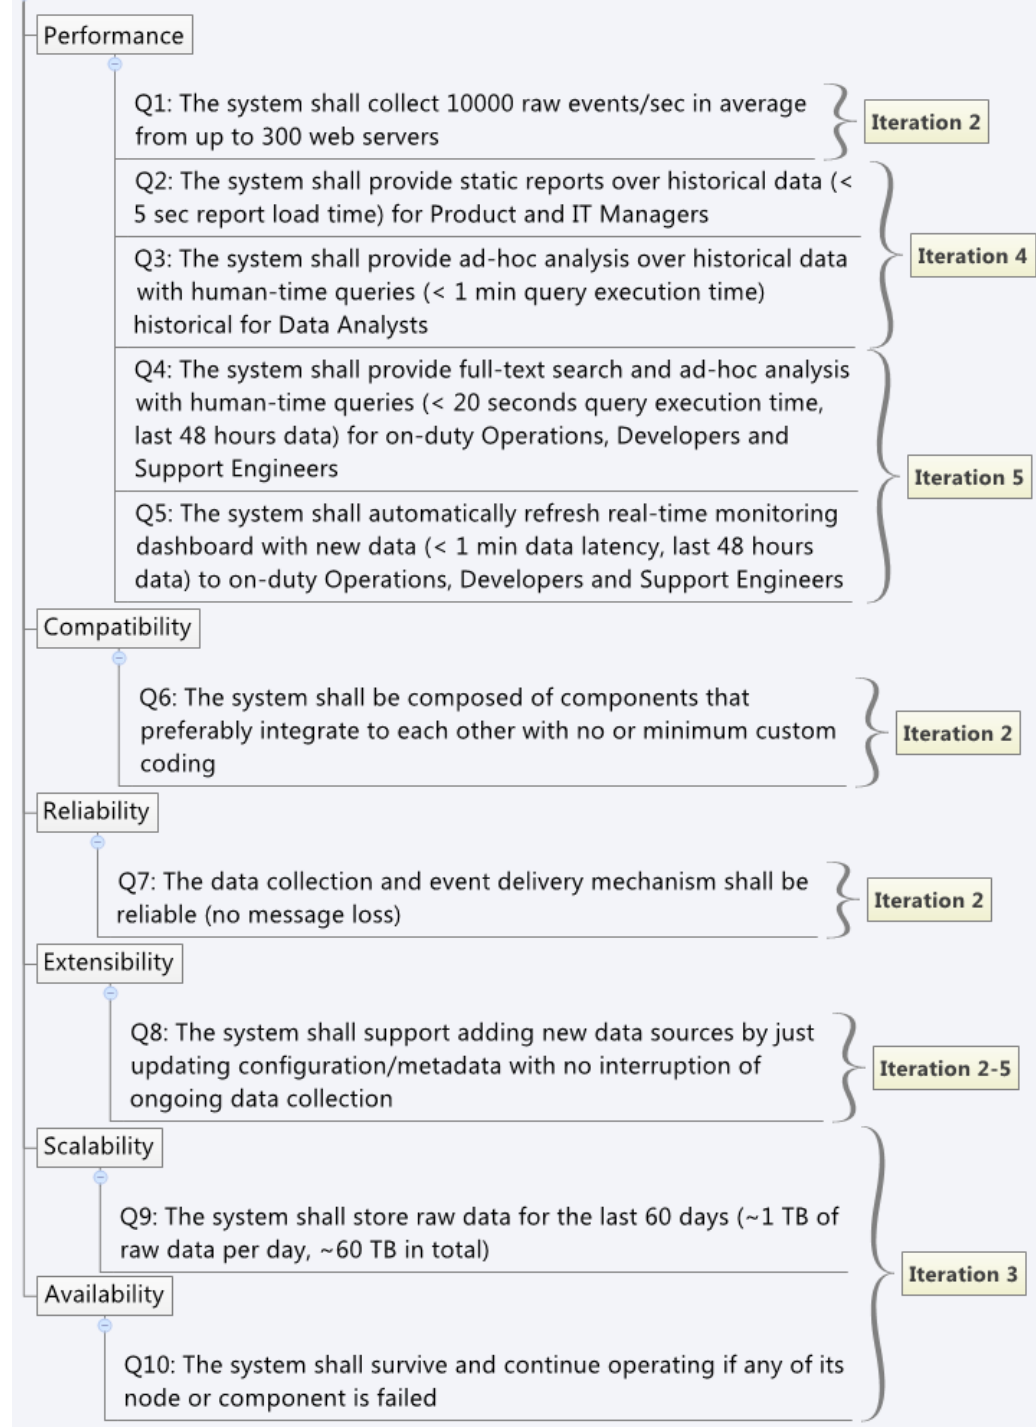 Performance
Q1: The system shall collect 10000 raw events/sec in average
from up to 300 web servers
Iteration 2
Q2: The system shall provide static reports over historical data (<
5 sec report load time) for Product and IT Managers
Q3: The system shall provide ad-hoc analysis over historical data
with human-time queries (< 1 min query execution time)
historical for Data Analysts
Iteration 4
Q4: The system shall provide full-text search and ad-hoc analysis
with human-time queries (< 20 seconds query execution time,
last 48 hours data) for on-duty Operations, Developers and
Support Engineers
Q5: The system shall automatically refresh real-time monitoring
dashboard with new data (< 1 min data latency, last 48 hours
data) to on-duty Operations, Developers and Support Engineers
Iteration 5
Compatibility
Q6: The system shall be composed of components that
preferably integrate to each other with no or minimum custom
coding
Iteration 2
Reliability
Q7: The data collection and event delivery mechanism shall be
reliable (no message loss)
Iteration 2
Extensibility
Q8: The system shall support adding new data sources by just
updating configuration/metadata with no interruption of
ongoing data collection
Iteration 2-5
Scalability
Q9: The system shall store raw data for the last 60 days (~1 TB of
raw data per day, ~60 TB in total)
Iteration 3
Availability
Q10: The system shall survive and continue operating if any of its
node or component is failed